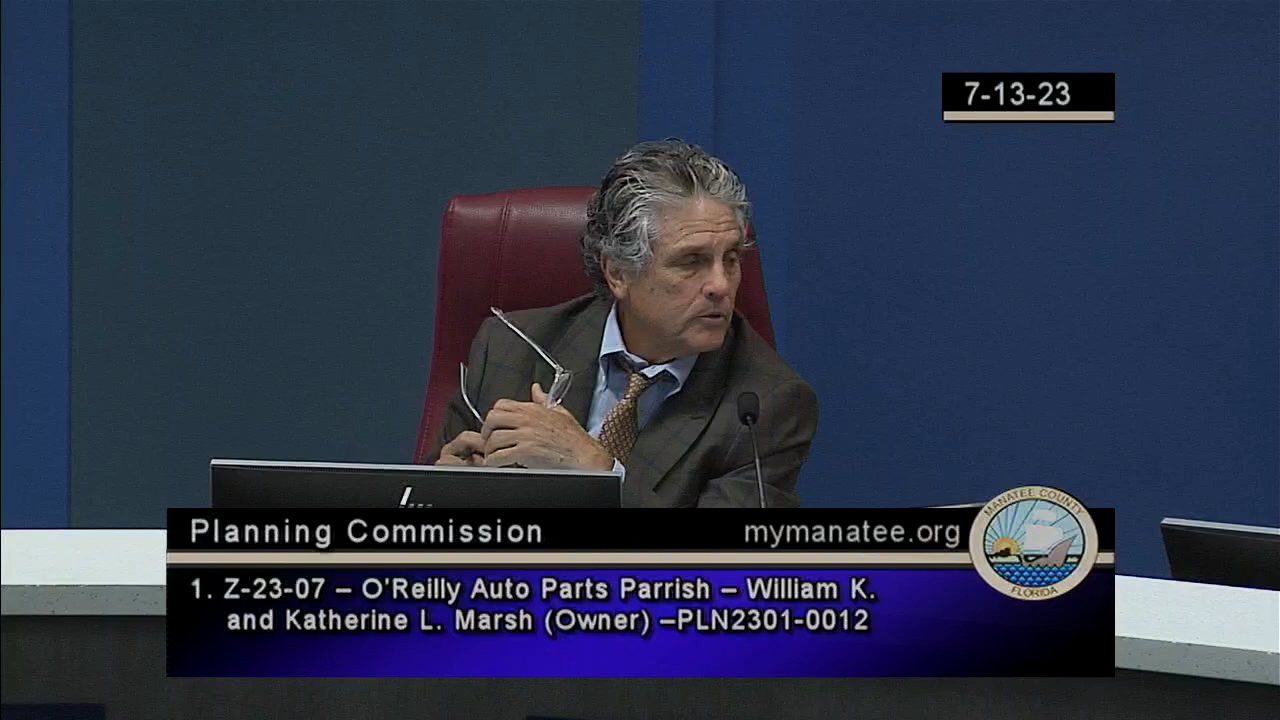 7-13-23
Planning Commission mymanatee.org
MANATEE COUNTY
FLORIDA
1. Z-23-07 – O'Reilly Auto Parts Parrish – William K.
and Katherine L. Marsh (Owner) –PLN2301-0012